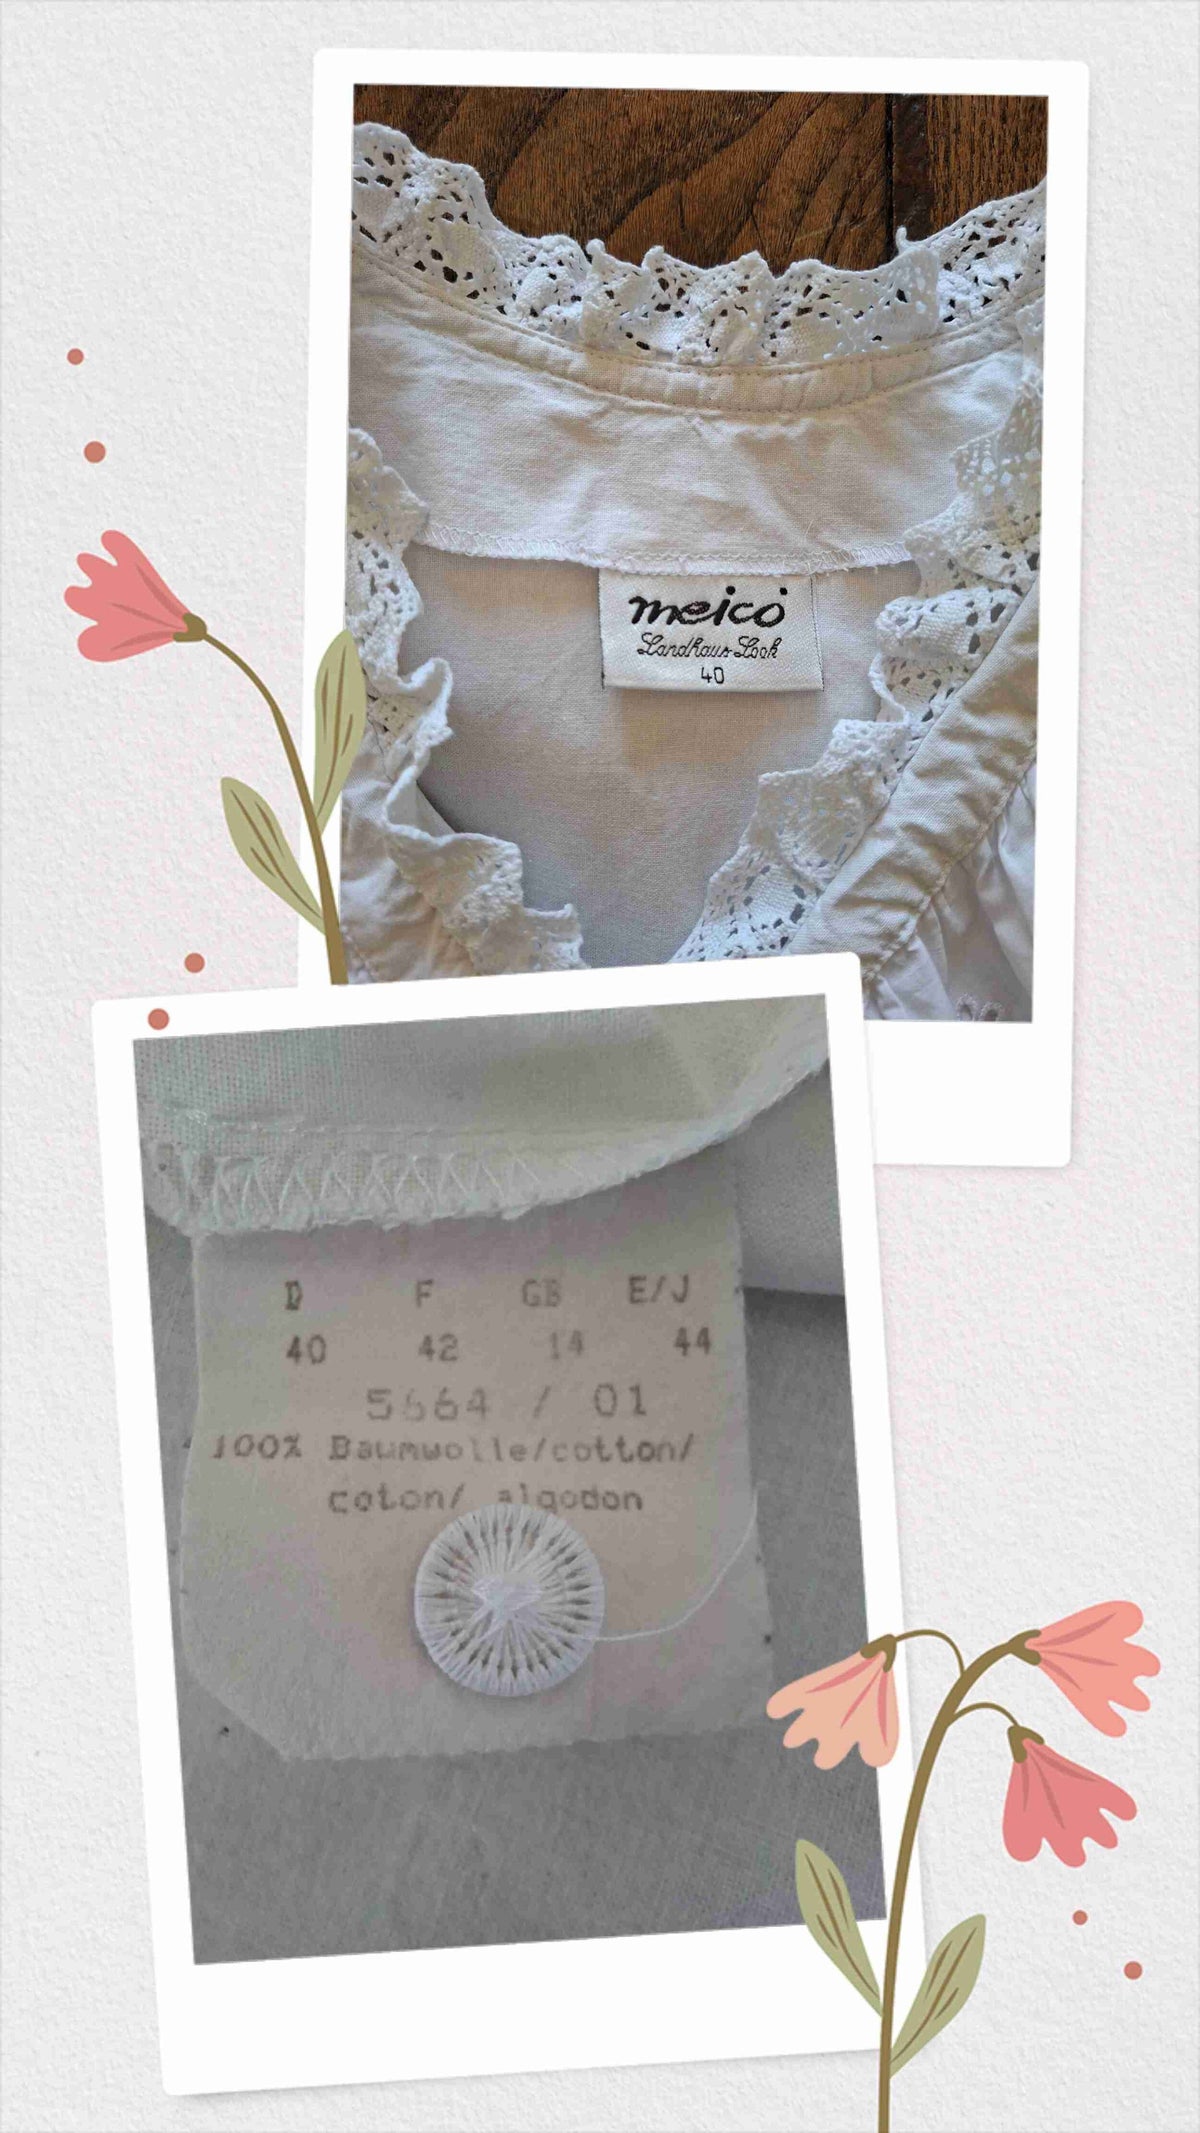 meico
Landhaus Look
40
D F GB E/J
40 42 14 44
5664 / 01
100% Baumwolle/cotton/
coton/ algodon